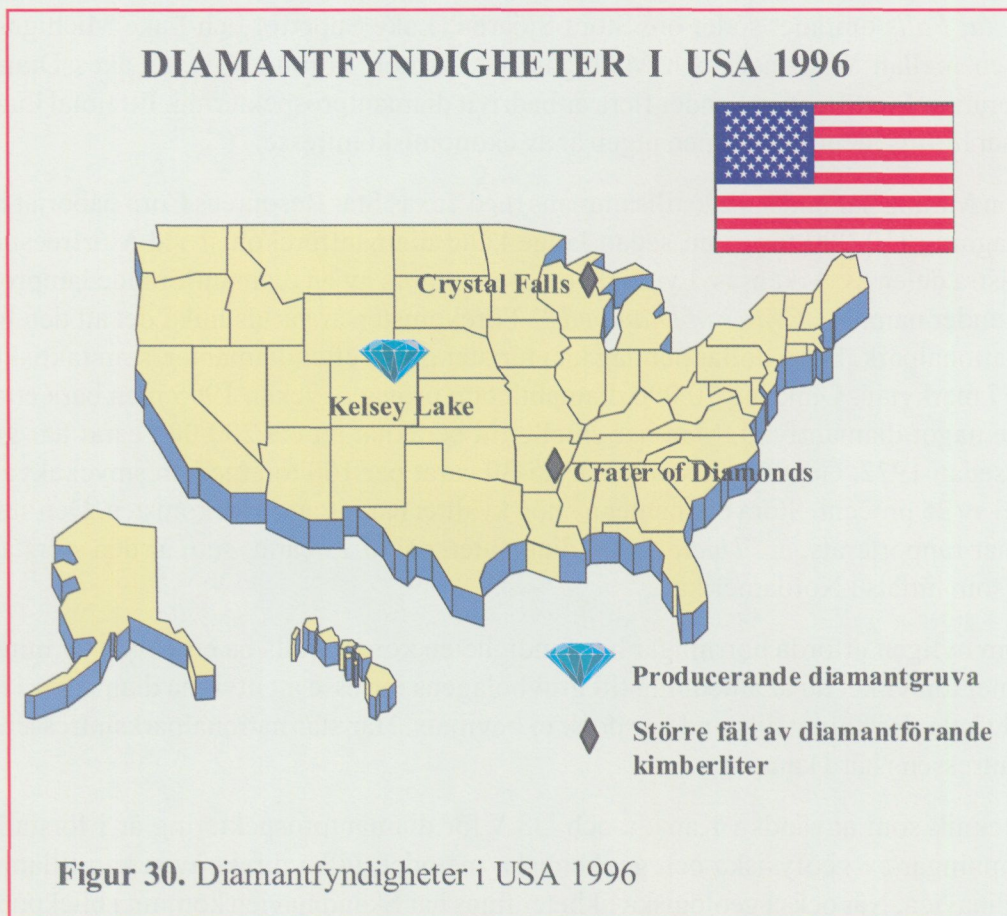 DIAMANTFYNDIGHETER I USA 1996
Crystal Falls
Kelsey Lake
Crater of Diamonds
Producerande diamantgruva
Större fält av diamantförande
kimberliter
Figur 30. Diamantfyndigheter i USA 1996